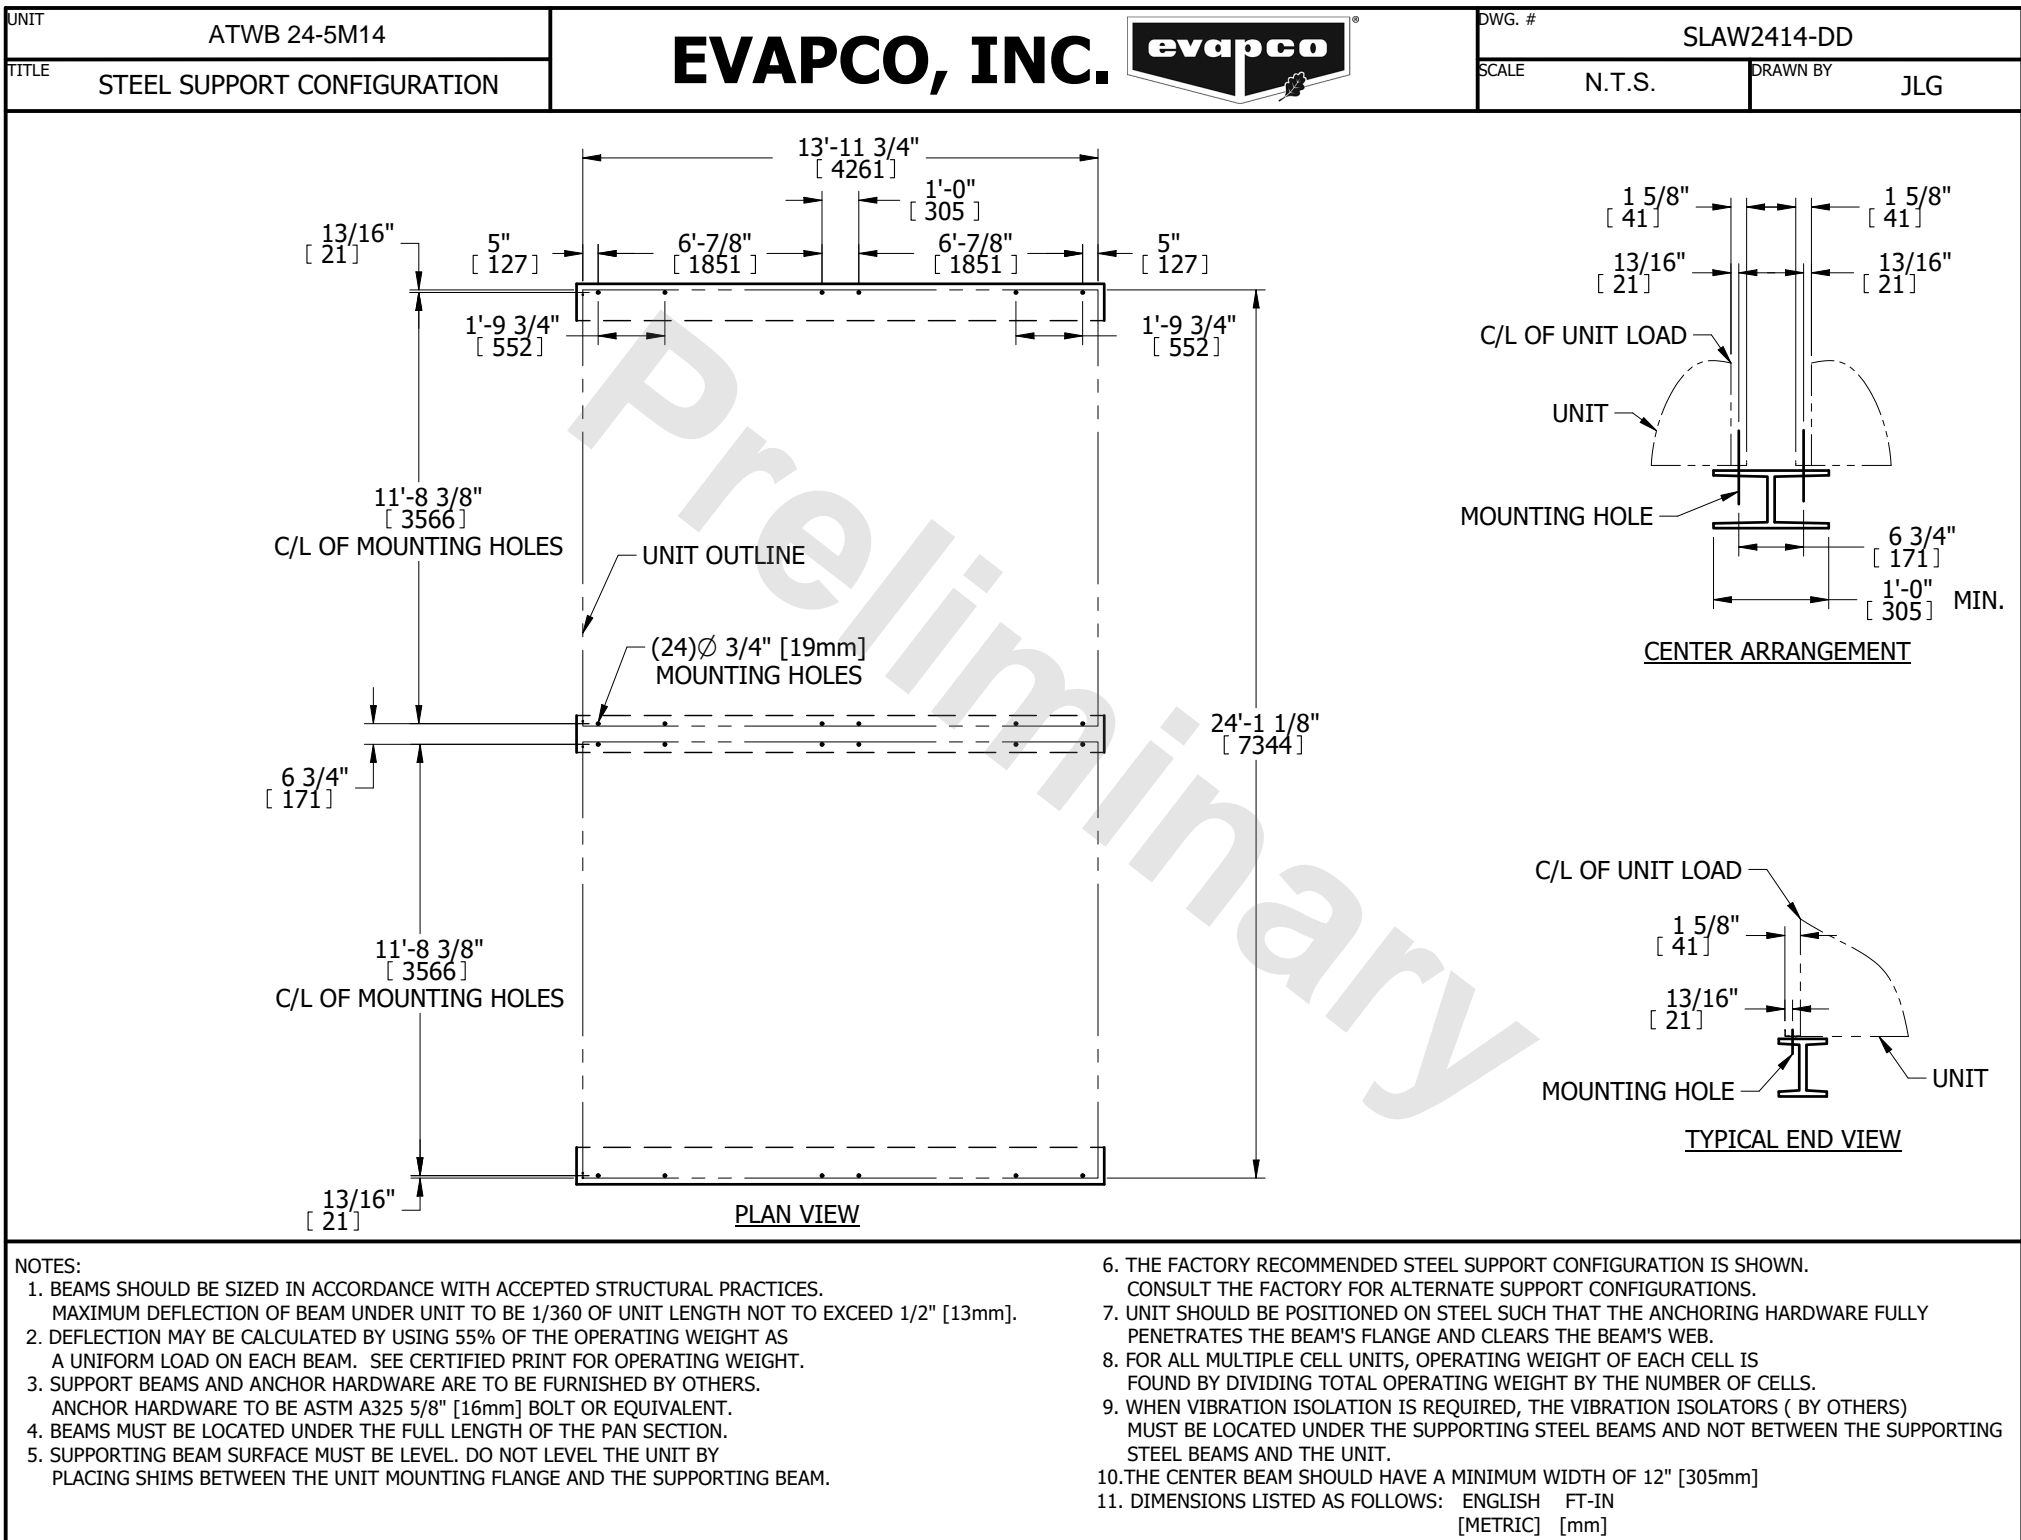 UNIT
ATWB 24-5M14
TITLE
STEEL SUPPORT CONFIGURATION
EVAPCO, INC.
evapco
®
DWG. #
SLAW2414-DD
SCALE
N.T.S.
DRAWN BY
JLG
13'-11 3/4"
[ 4261 ]
1'-0"
[ 305 ]
13/16"
[ 21 ]
5"
[ 127 ]
6'-7/8"
[ 1851 ]
6'-7/8"
[ 1851 ]
5"
[ 127 ]
1'-9 3/4"
[ 552 ]
1'-9 3/4"
[ 552 ]
11'-8 3/8"
[ 3566 ]
C/L OF MOUNTING HOLES
UNIT OUTLINE
(24)∅ 3/4" [19mm]
MOUNTING HOLES
6 3/4"
[ 171 ]
24'-1 1/8"
[ 7344 ]
11'-8 3/8"
[ 3566 ]
C/L OF MOUNTING HOLES
13/16"
[ 21 ]
PLAN VIEW
Preliminary
1 5/8"
[ 41 ]
1 5/8"
[ 41 ]
13/16"
[ 21 ]
13/16"
[ 21 ]
C/L OF UNIT LOAD
UNIT
MOUNTING HOLE
6 3/4"
[ 171 ]
1'-0"
[ 305 ] MIN.
CENTER ARRANGEMENT
C/L OF UNIT LOAD
1 5/8"
[ 41 ]
13/16"
[ 21 ]
MOUNTING HOLE
UNIT
TYPICAL END VIEW
NOTES:
1. BEAMS SHOULD BE SIZED IN ACCORDANCE WITH ACCEPTED STRUCTURAL PRACTICES.
MAXIMUM DEFLECTION OF BEAM UNDER UNIT TO BE 1/360 OF UNIT LENGTH NOT TO EXCEED 1/2" [13mm].
2. DEFLECTION MAY BE CALCULATED BY USING 55% OF THE OPERATING WEIGHT AS
A UNIFORM LOAD ON EACH BEAM. SEE CERTIFIED PRINT FOR OPERATING WEIGHT.
3. SUPPORT BEAMS AND ANCHOR HARDWARE ARE TO BE FURNISHED BY OTHERS.
ANCHOR HARDWARE TO BE ASTM A325 5/8" [16mm] BOLT OR EQUIVALENT.
4. BEAMS MUST BE LOCATED UNDER THE FULL LENGTH OF THE PAN SECTION.
5. SUPPORTING BEAM SURFACE MUST BE LEVEL. DO NOT LEVEL THE UNIT BY
PLACING SHIMS BETWEEN THE UNIT MOUNTING FLANGE AND THE SUPPORTING BEAM.
6. THE FACTORY RECOMMENDED STEEL SUPPORT CONFIGURATION IS SHOWN.
CONSULT THE FACTORY FOR ALTERNATE SUPPORT CONFIGURATIONS.
7. UNIT SHOULD BE POSITIONED ON STEEL SUCH THAT THE ANCHORING HARDWARE FULLY
PENETRATES THE BEAM'S FLANGE AND CLEARS THE BEAM'S WEB.
8. FOR ALL MULTIPLE CELL UNITS, OPERATING WEIGHT OF EACH CELL IS
FOUND BY DIVIDING TOTAL OPERATING WEIGHT BY THE NUMBER OF CELLS.
9. WHEN VIBRATION ISOLATION IS REQUIRED, THE VIBRATION ISOLATORS ( BY OTHERS)
MUST BE LOCATED UNDER THE SUPPORTING STEEL BEAMS AND NOT BETWEEN THE SUPPORTING
STEEL BEAMS AND THE UNIT.
10.THE CENTER BEAM SHOULD HAVE A MINIMUM WIDTH OF 12" [305mm]
11. DIMENSIONS LISTED AS FOLLOWS: ENGLISH FT-IN
[METRIC] [mm]